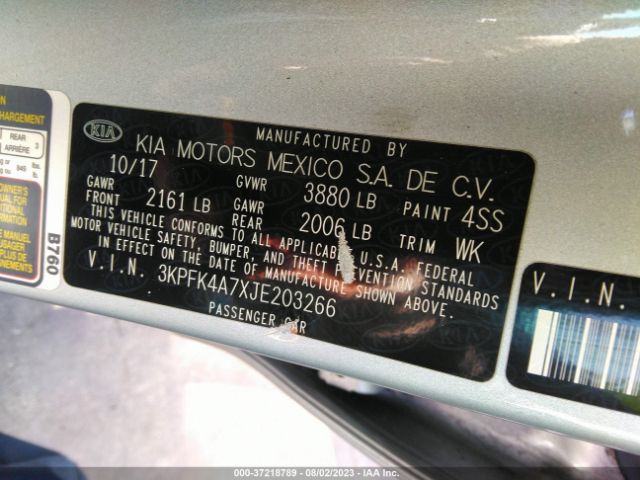 KIA
MANUFACTURED BY
KIA MOTORS MEXICO S.A. DE C.V.
10/17
GAWR FRONT 2161 LB
GVWR 3880 LB
GAWR REAR 2006 LB
PAINT 4SS
TRIM WK
THIS VEHICLE CONFORMS TO ALL APPLICABLE U.S.A. FEDERAL
MOTOR VEHICLE SAFETY, BUMPER, AND THEFT PREVENTION STANDARDS
IN EFFECT ON THE DATE OF MANUFACTURE SHOWN ABOVE.
V.I.N. 3KPFK4A7XJE203266
PASSENGER CAR
B760
CHARGEMENT
REAR
ARRIÈRE
3
lbs.
V.I.N.
000-37218789 - 08/02/2023 - IAA Inc.